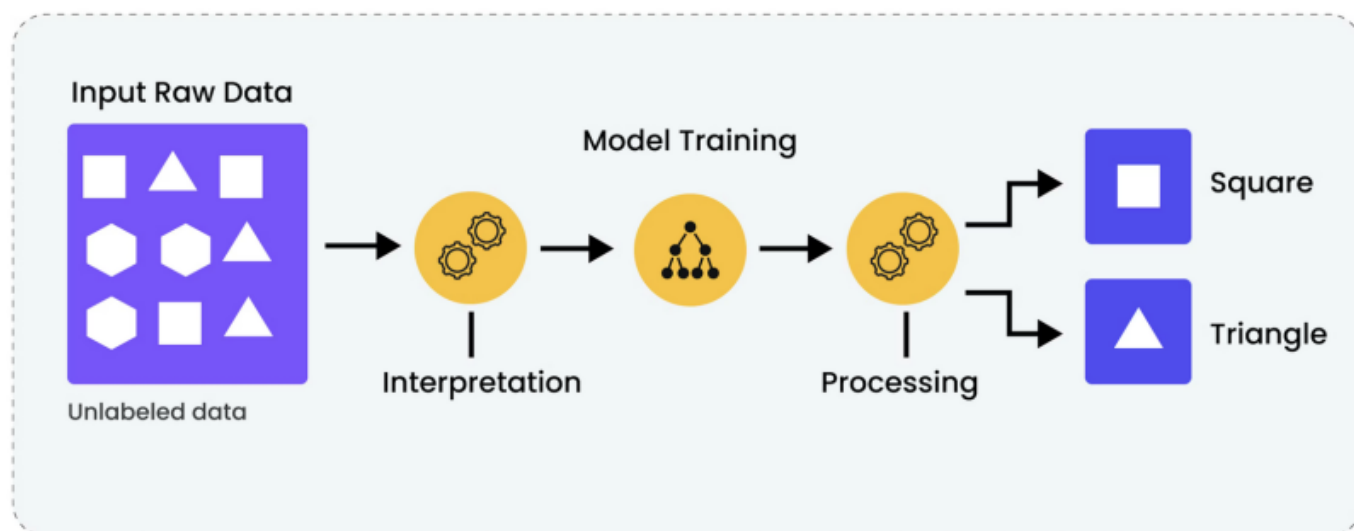 Input Raw Data
Unlabeled data
Interpretation
Model Training
Processing
Square
Triangle